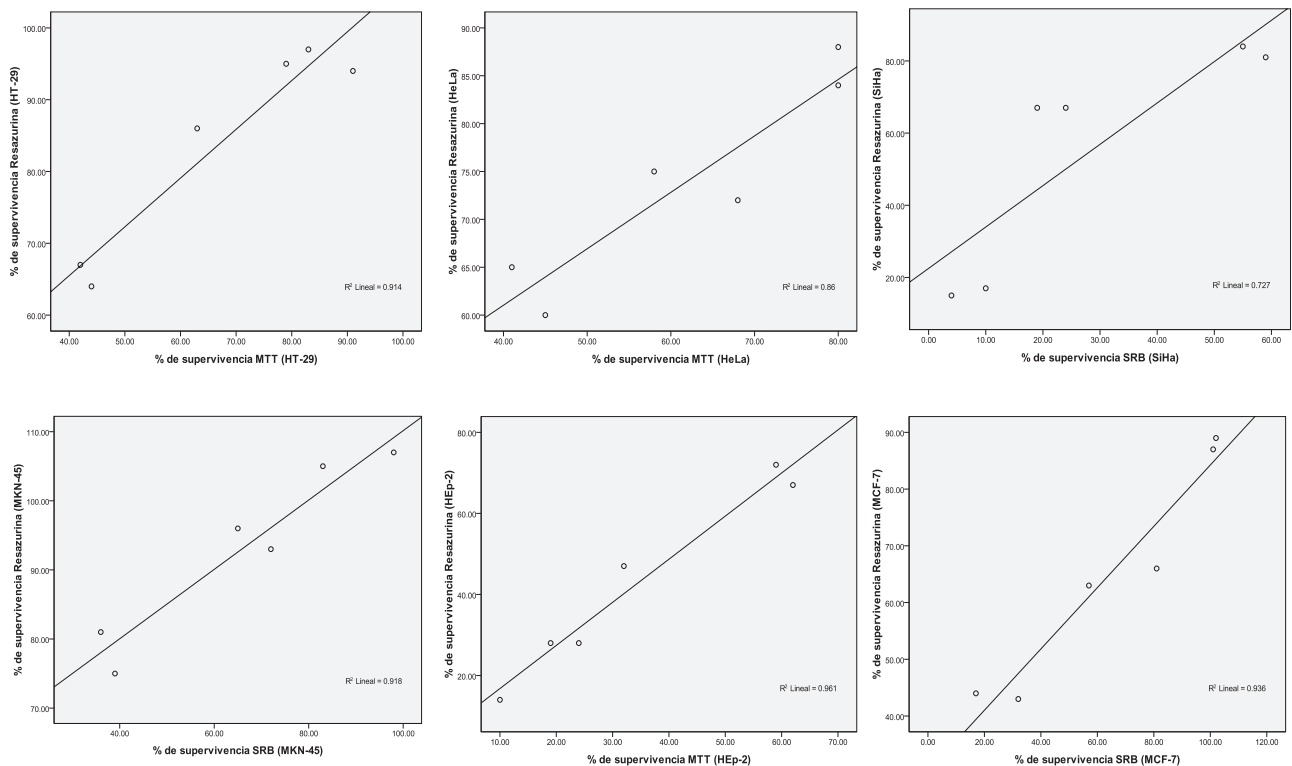 % de supervivencia Resazurina (HT-29)
100.00
90.00
80.00
70.00
60.00
R² Lineal = 0.914
40.00 50.00 60.00 70.00 80.00 90.00 100.00
% de supervivencia MTT (HT-29)
% de supervivencia Resazurina (HeLa)
90.00
85.00
80.00
75.00
70.00
65.00
60.00
R² Lineal = 0.86
40.00 50.00 60.00 70.00 80.00
% de supervivencia MTT (HeLa)
% de supervivencia Resazurina (SiHa)
80.00
60.00
40.00
20.00
R² Lineal = 0.727
0.00 10.00 20.00 30.00 40.00 50.00 60.00
% de supervivencia SRB (SiHa)
% de supervivencia Resazurina (MKN-45)
110.00
100.00
90.00
80.00
70.00
R² Lineal = 0.918
40.00 60.00 80.00 100.00
% de supervivencia SRB (MKN-45)
% de supervivencia Resazurina (HEp-2)
80.00
60.00
40.00
20.00
R² Lineal = 0.961
10.00 20.00 30.00 40.00 50.00 60.00 70.00
% de supervivencia MTT (HEp-2)
% de supervivencia Resazurina (MCF-7)
90.00
80.00
70.00
60.00
50.00
40.00
R² Lineal = 0.936
0.00 20.00 40.00 60.00 80.00 100.00 120.00
% de supervivencia SRB (MCF-7)